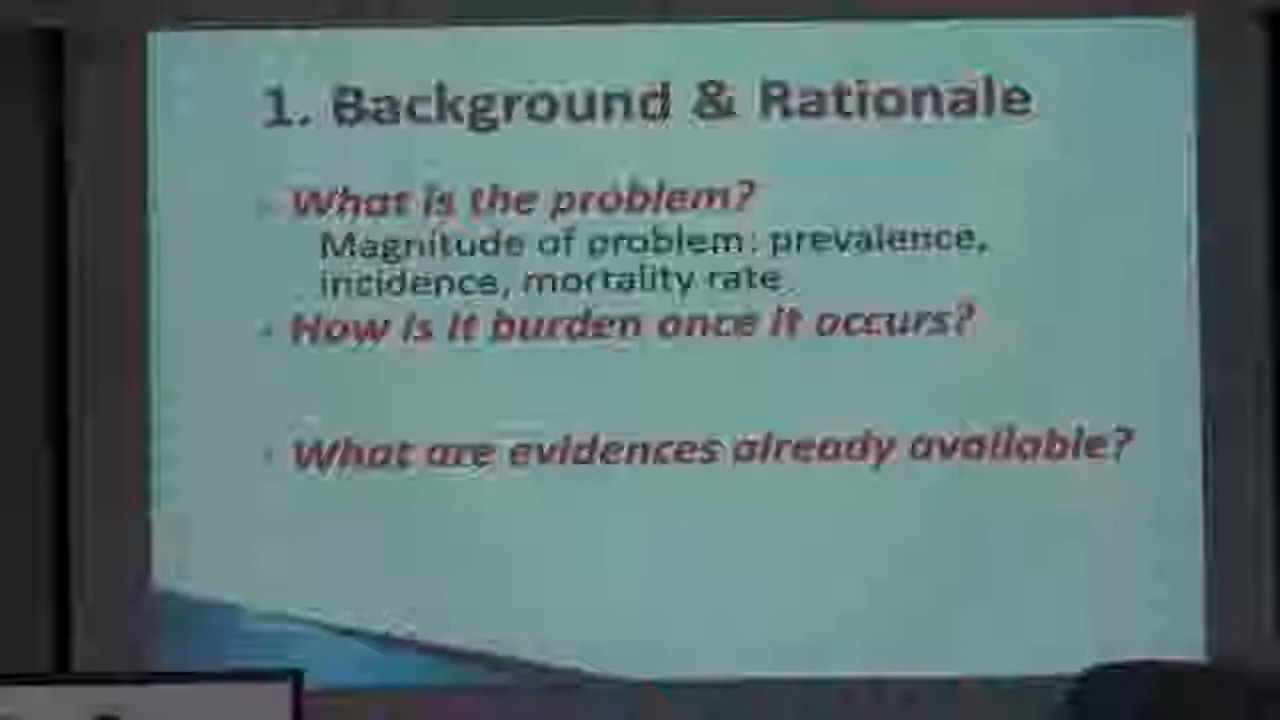 1. Background & Rationale
What is the problem?
Magnitude of problem: prevalence,
incidence, mortality rate
How is it burden once it occurs?
What are evidences already available?